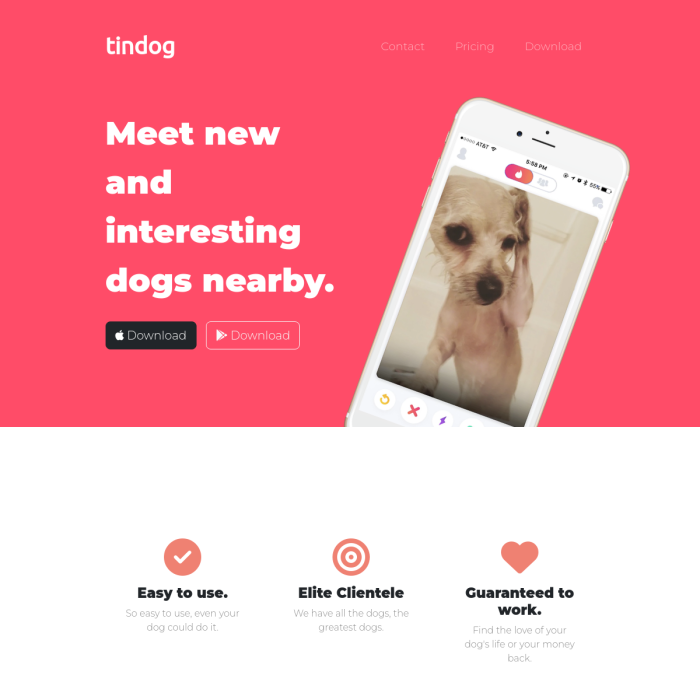 tindog
Contact Pricing Download
Meet new
and
interesting
dogs nearby.
Download Download
AT&T 5:58 PM 55%
Easy to use.
So easy to use, even your
dog could do it.
Elite Clientele
We have all the dogs, the
greatest dogs.
Guaranteed to
work.
Find the love of your
dog's life or your money
back.